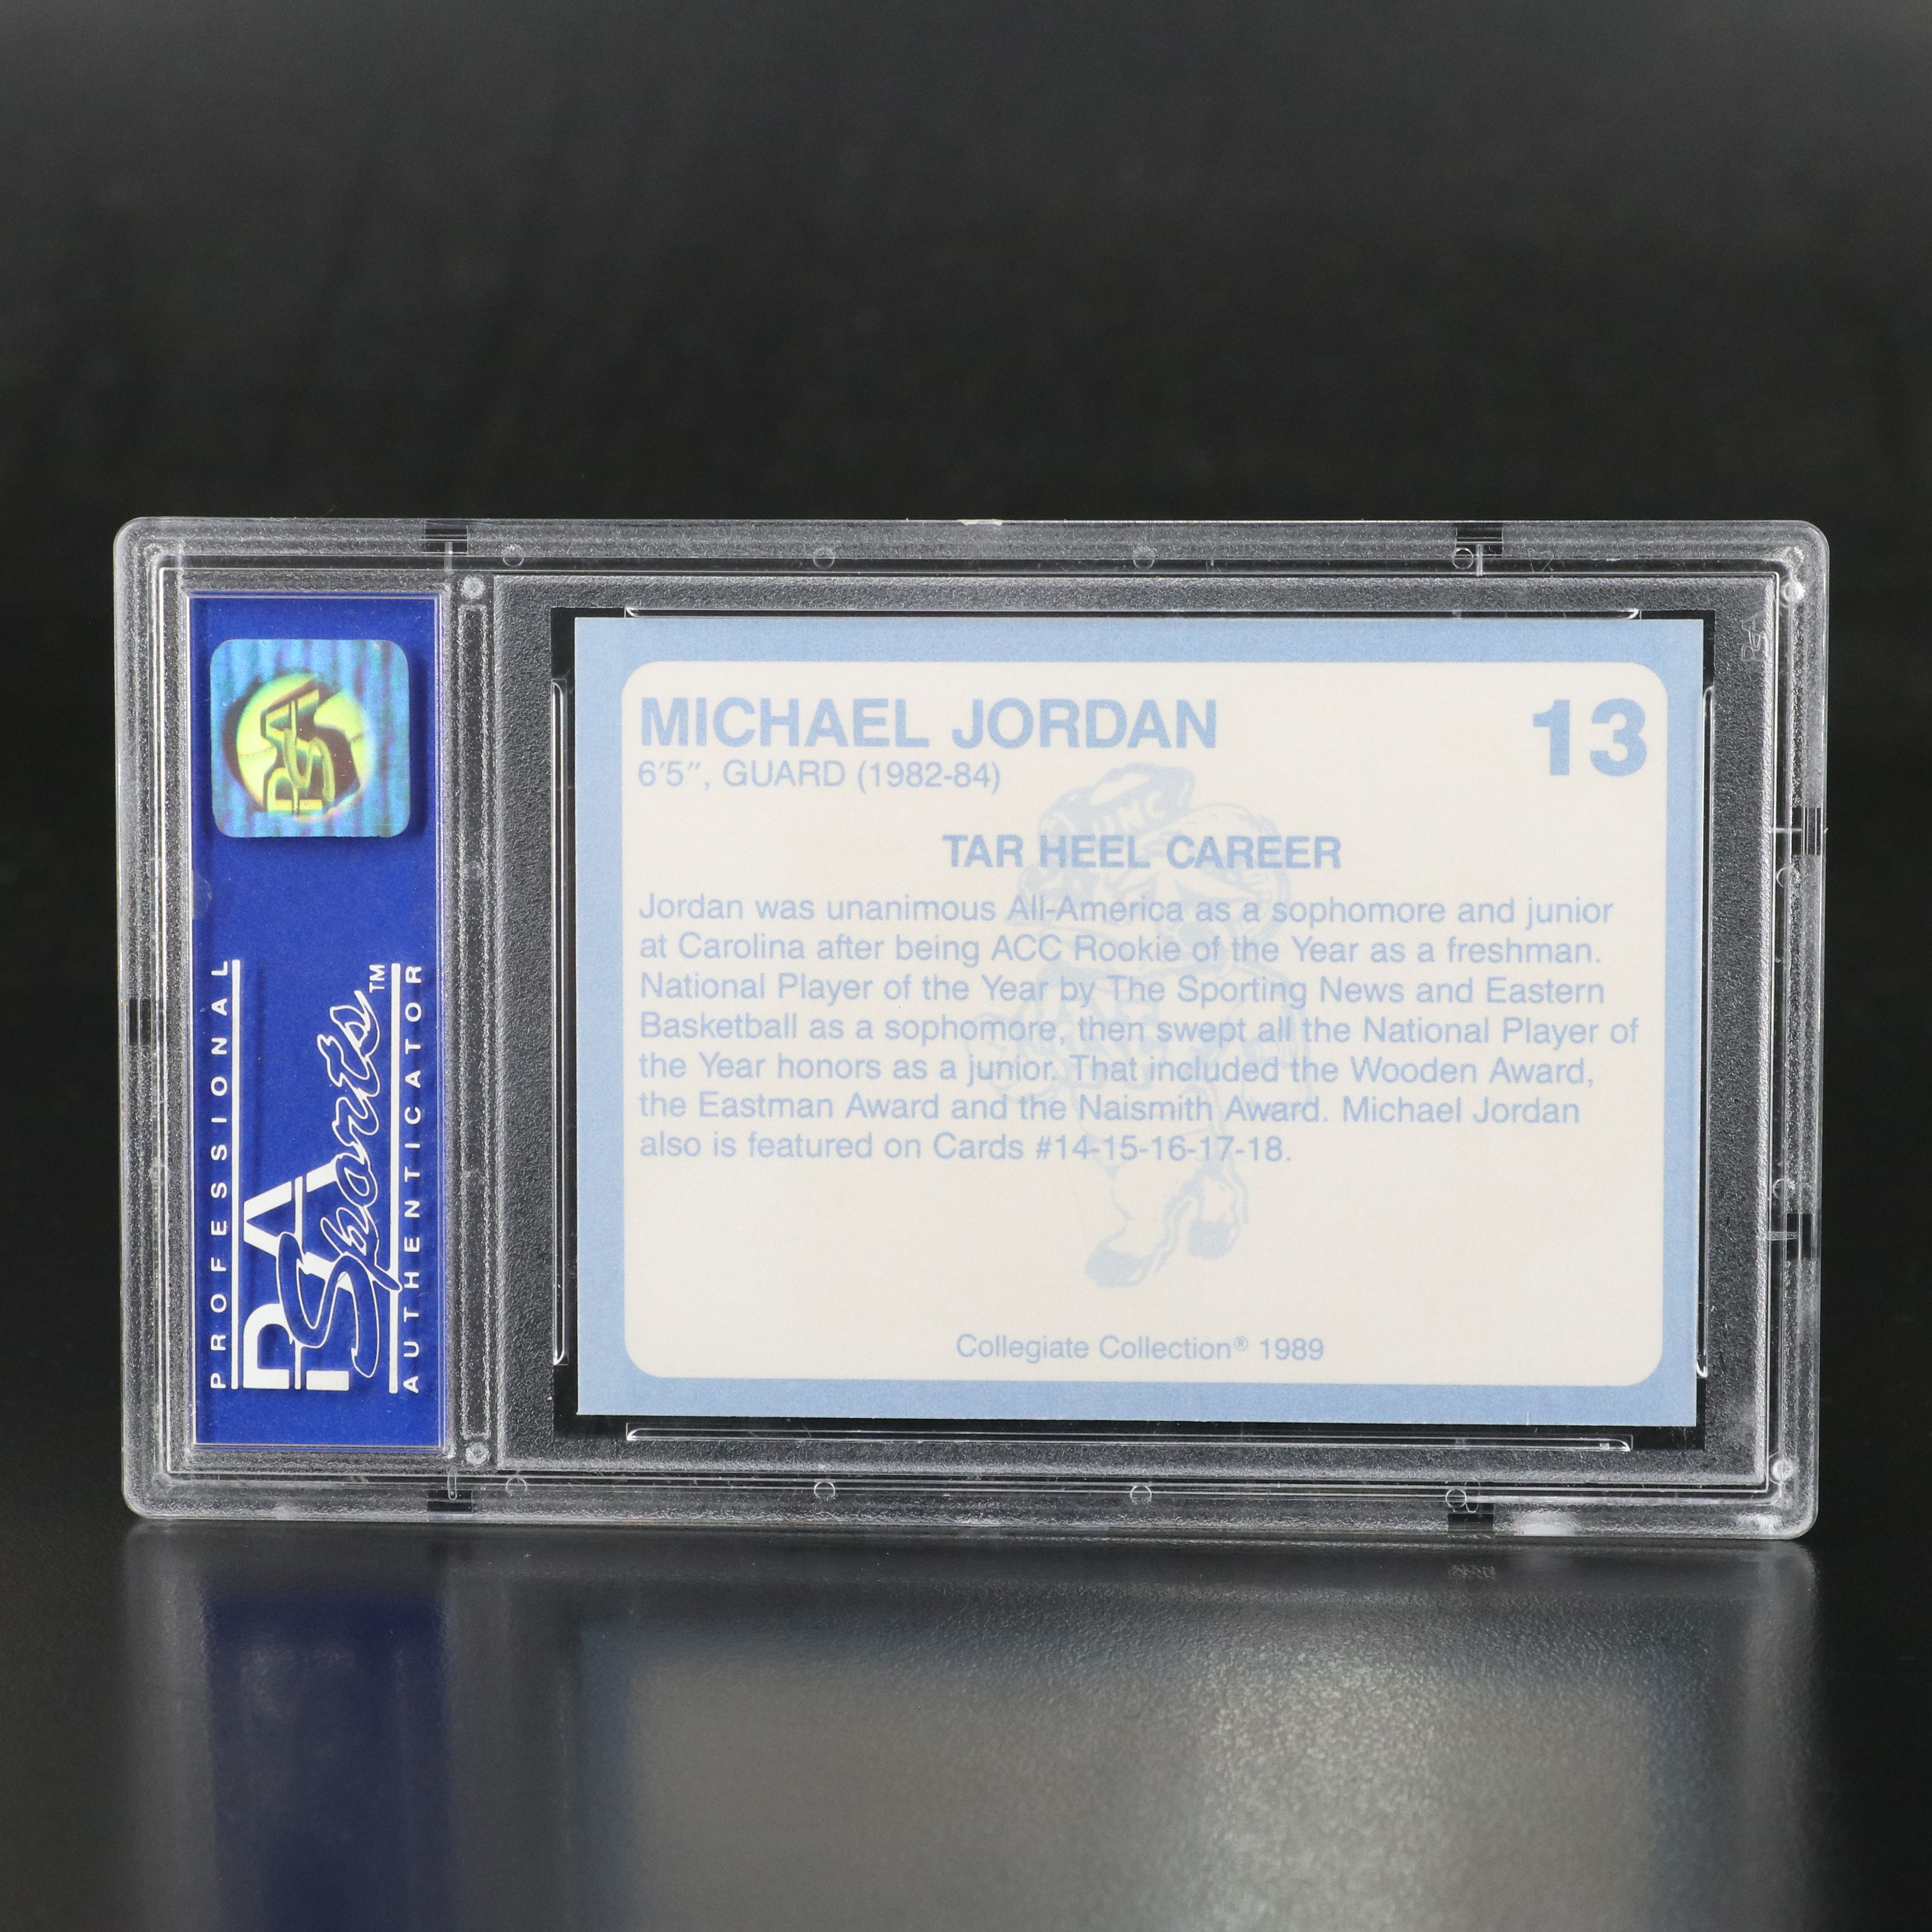 PSA
PROFESSIONAL
PSA
Sports™
AUTHENTICATOR
MICHAEL JORDAN
13
6'5", GUARD (1982-84)
UNC
TAR HEEL CAREER
Jordan was unanimous All-America as a sophomore and junior
at Carolina after being ACC Rookie of the Year as a freshman.
National Player of the Year by The Sporting News and Eastern
Basketball as a sophomore, then swept all the National Player of
the Year honors as a junior. That included the Wooden Award,
the Eastman Award and the Naismith Award. Michael Jordan
also is featured on Cards #14-15-16-17-18.
Collegiate Collection® 1989
PSA